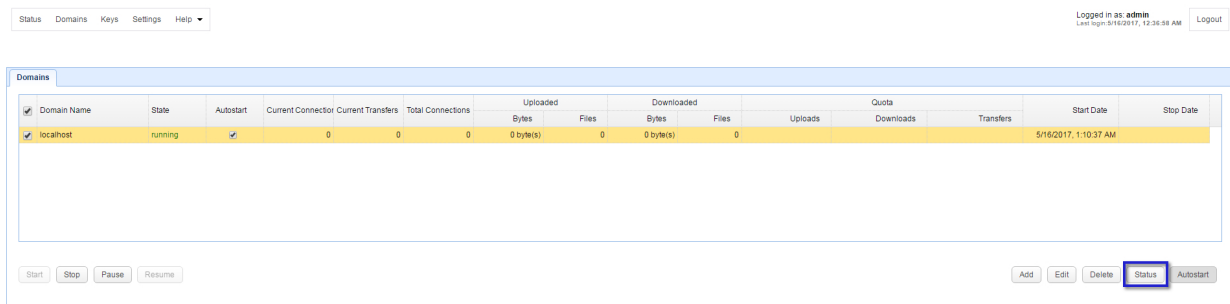 Status Domains Keys Settings Help
Logged in as: admin
Last login:5/16/2017, 12:36:58 AM
Logout
Domains
Domain Name State Autostart Current Connection Current Transfers Total Connections Uploaded Downloaded Quota Start Date Stop Date
Bytes Files Bytes Files Uploads Downloads Transfers
localhost running 0 0 0 0 byte(s) 0 0 byte(s) 0 5/16/2017, 1:10:37 AM
Start Stop Pause Resume Add Edit Delete Status Autostart